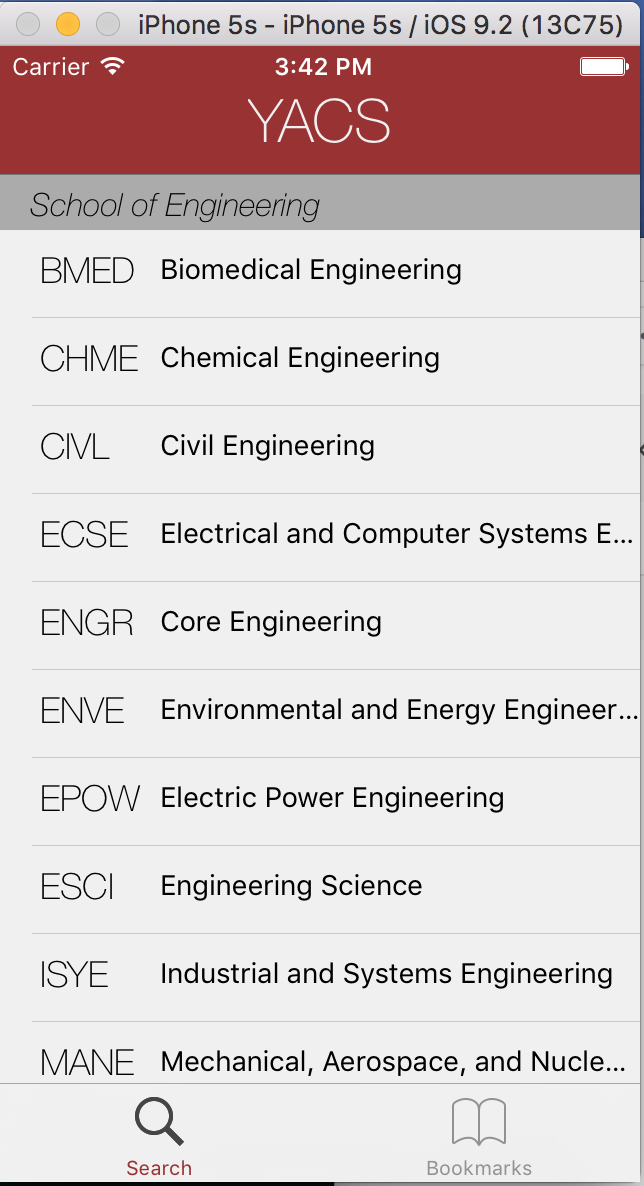 iPhone 5s - iPhone 5s / iOS 9.2 (13C75)
Carrier 3:42 PM
YACS
School of Engineering
BMED Biomedical Engineering
CHME Chemical Engineering
CIVL Civil Engineering
ECSE Electrical and Computer Systems E...
ENGR Core Engineering
ENVE Environmental and Energy Engineer...
EPOW Electric Power Engineering
ESCI Engineering Science
ISYE Industrial and Systems Engineering
MANE Mechanical, Aerospace, and Nucle...
Search Bookmarks